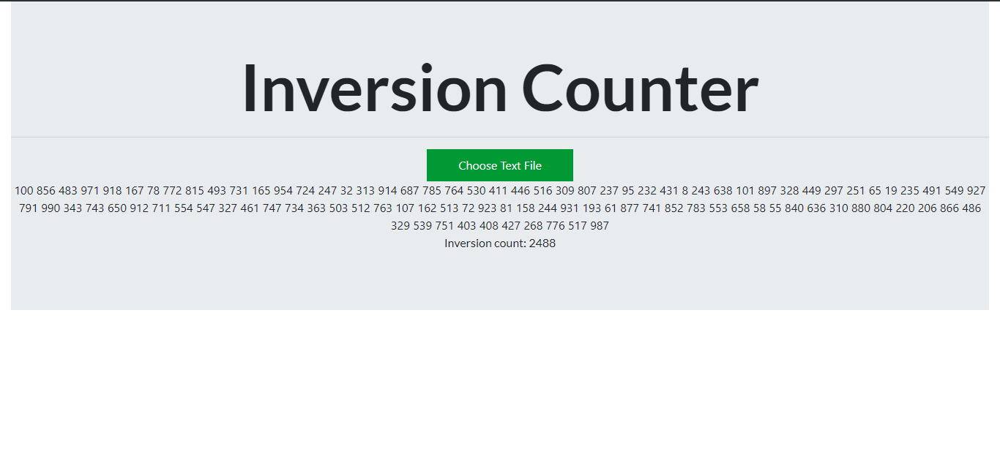 Inversion Counter
Choose Text File
100 856 483 971 918 167 78 772 815 493 731 165 954 724 247 32 313 914 687 785 764 530 411 446 516 309 807 237 95 232 431 8 243 638 101 897 328 449 297 251 65 19 235 491 549 927
791 990 343 743 650 912 711 554 547 327 461 747 734 363 503 512 763 107 162 513 72 923 81 158 244 931 193 61 877 741 852 783 553 658 58 55 840 636 310 880 804 220 206 866 486
329 539 751 403 408 427 268 776 517 987
Inversion count: 2488